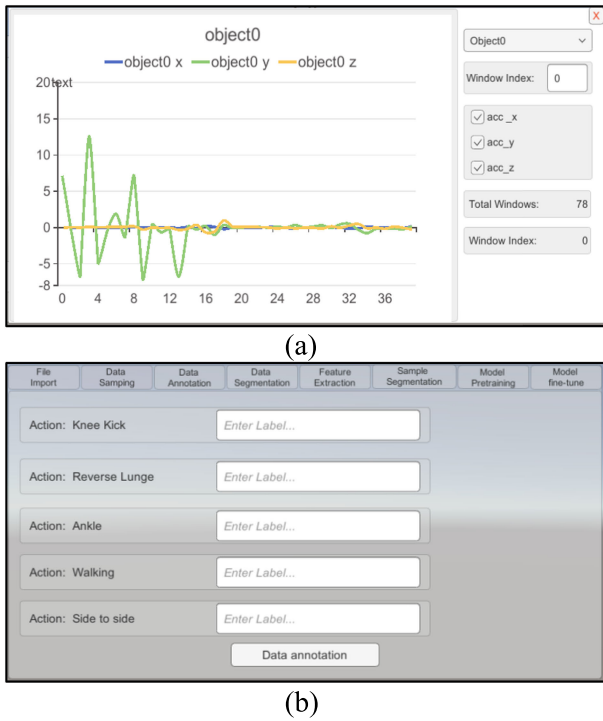 X
object0
object0 x object0 y object0 z
20text
15
10
5
0
-5
-8
0 4 8 12 16 20 24 28 32 36
Object0
Window Index: 0
acc _x
acc_y
acc_z
Total Windows: 78
Window Index: 0
(a)
File Import
Data Samping
Data Annotation
Data Segmentation
Feature Extraction
Sample Segmentation
Model Pretraining
Model fine-tune
Action: Knee Kick Enter Label...
Action: Reverse Lunge Enter Label...
Action: Ankle Enter Label...
Action: Walking Enter Label...
Action: Side to side Enter Label...
Data annotation
(b)